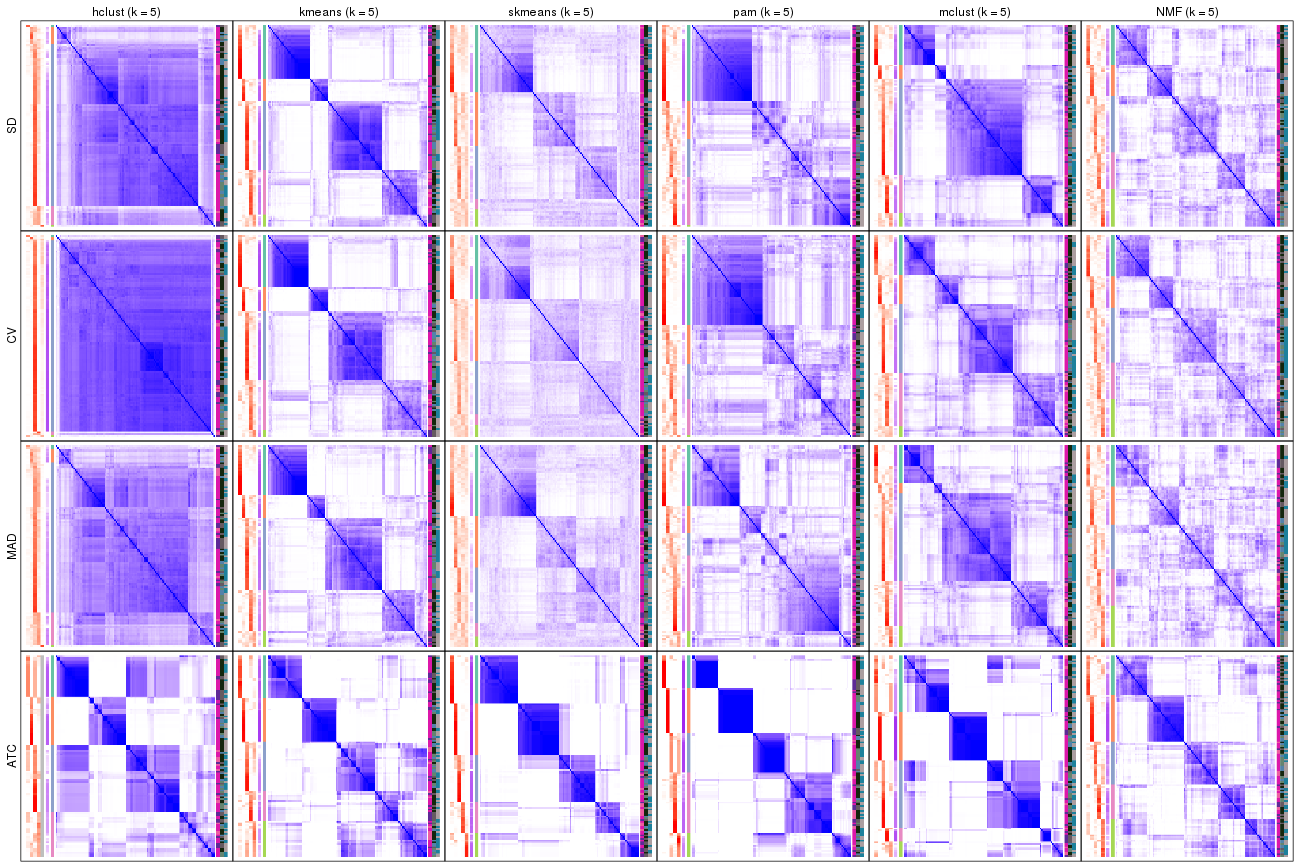 hclust (k = 5) kmeans (k = 5) skmeans (k = 5) pam (k = 5) mclust (k = 5) NMF (k = 5)
SD
CV
MAD
ATC